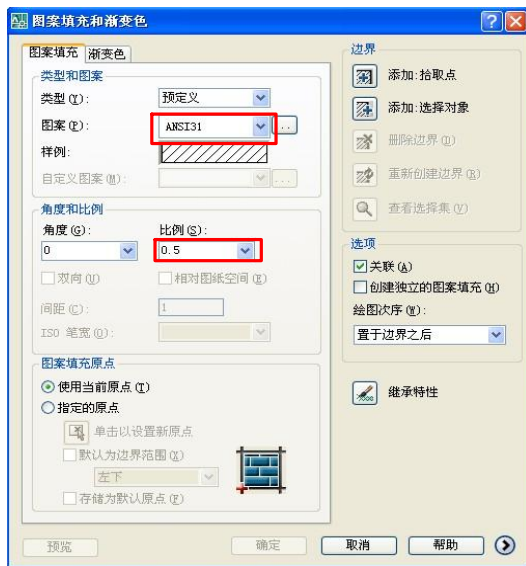 图案填充和渐变色
图案填充 渐变色
类型和图案
类型(Y): 预定义
图案(P): ANSI31 ...
样例:
自定义图案(M): ...
角度和比例
角度(G): 比例(S):
0 0.5
双向(U) 相对图纸空间(E)
间距(C): 1
ISO 笔宽(O):
图案填充原点
使用当前原点(T)
指定的原点
单击以设置新原点
默认为边界范围(X)
左下
存储为默认原点(F)
边界
添加:拾取点
添加:选择对象
删除边界(D)
重新创建边界(R)
查看选择集(V)
选项
关联(A)
创建独立的图案填充(H)
绘图次序(W):
置于边界之后
继承特性
预览 确定 取消 帮助